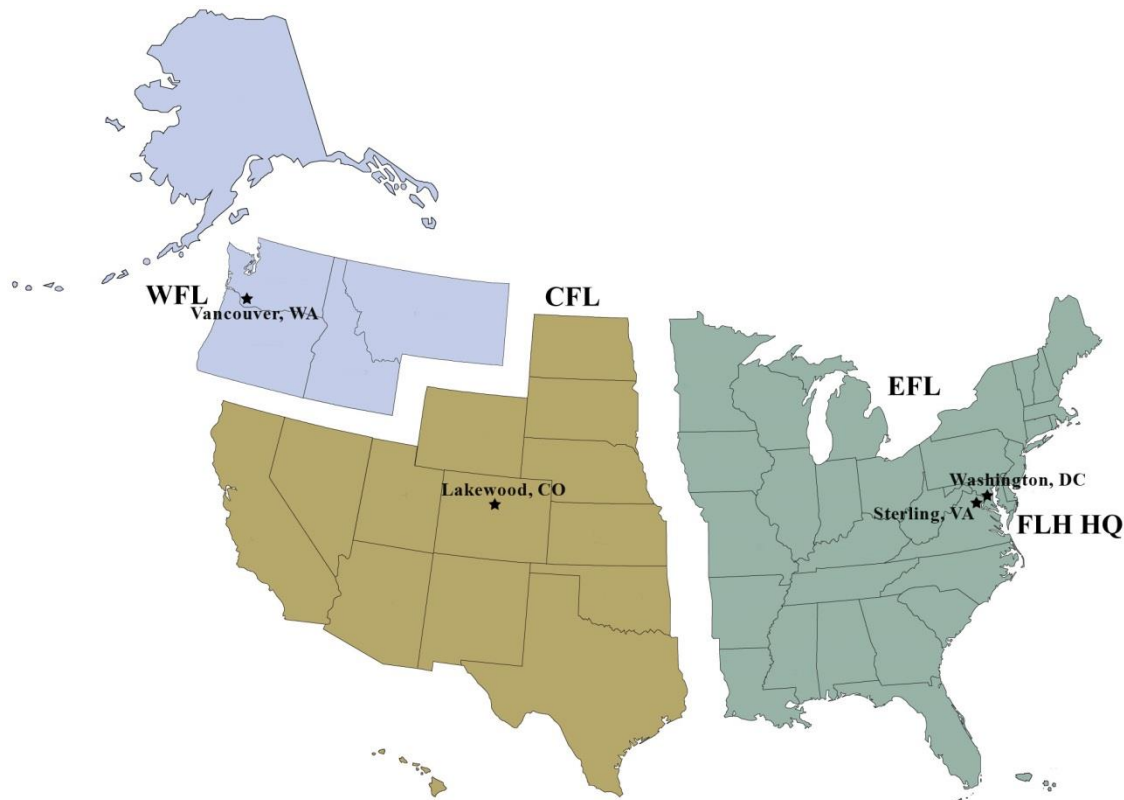 WFL
Vancouver, WA
CFL
Lakewood, CO
EFL
Washington, DC
Sterling, VA
FLH HQ